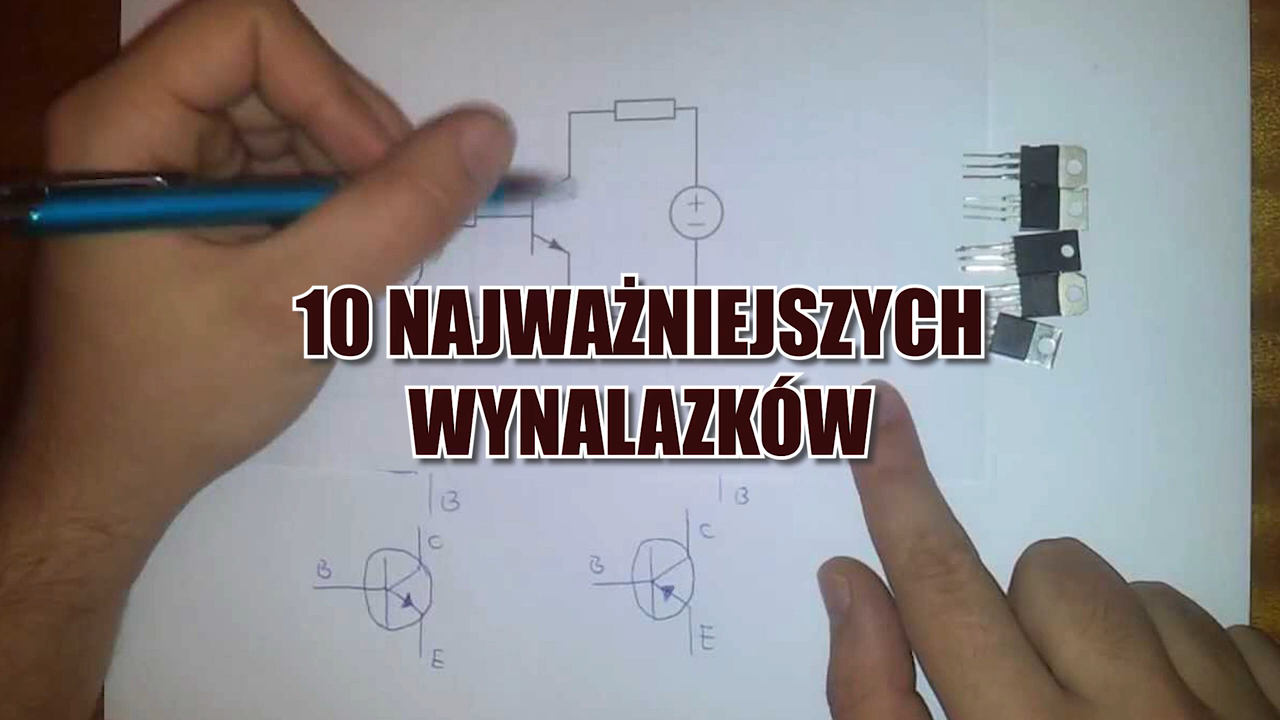 +
−
10 NAJWAŻNIEJSZYCH
WYNALAZKÓW
B B
C C
B B
E E